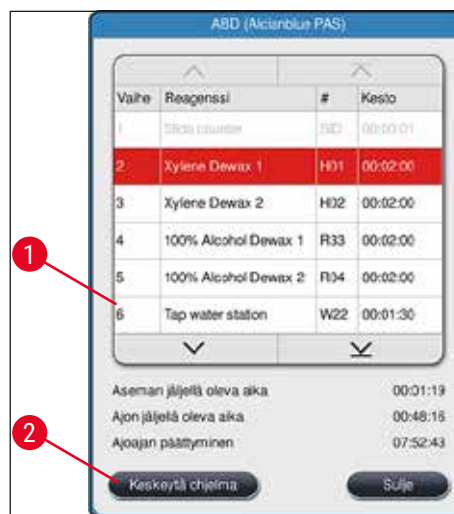 ABD (Alcianblue PAS)
Vaihe Reagenssi # Kesto
1 Slide counter SID 00:00:01
2 Xylene Dewax 1 H01 00:02:00
3 Xylene Dewax 2 H02 00:02:00
4 100% Alcohol Dewax 1 R33 00:02:00
5 100% Alcohol Dewax 2 R04 00:02:00
6 Tap water station W22 00:01:30
1
Aseman jäljellä oleva aika 00:01:19
Ajon jäljellä oleva aika 00:48:16
Ajoajan päättyminen 07:52:43
2
Keskeytä ohjelma Sulje